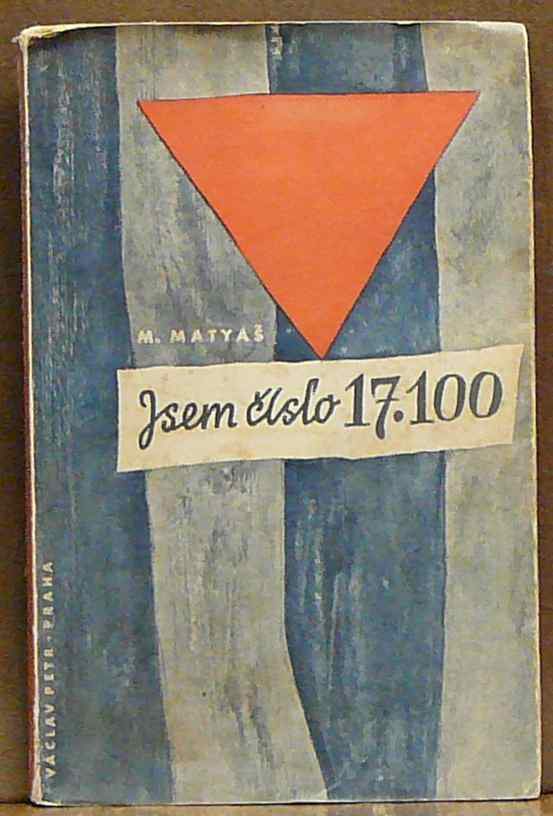 M. MATYÁŠ
Jsem číslo 17.100
VÁCLAV PETR · PRAHA